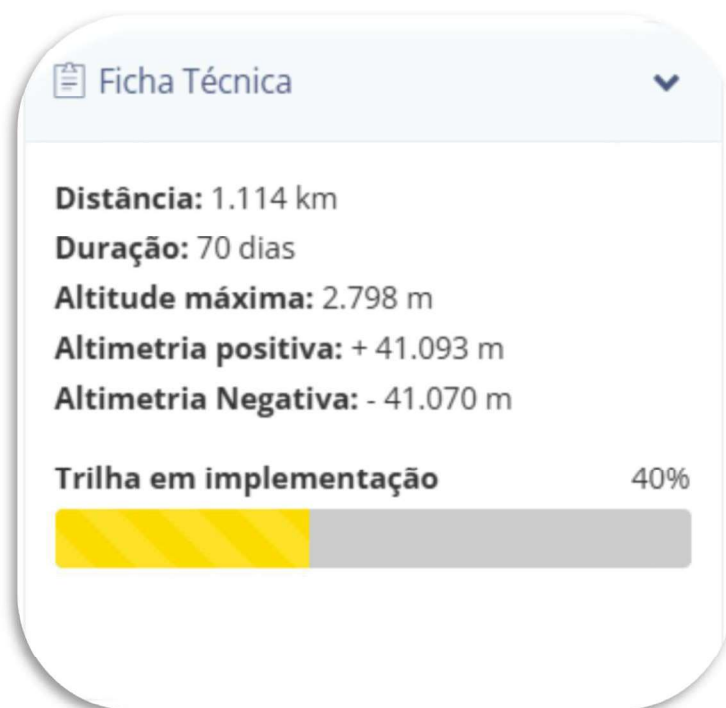 Ficha Técnica
Distância: 1.114 km
Duração: 70 dias
Altitude máxima: 2.798 m
Altimetria positiva: + 41.093 m
Altimetria Negativa: - 41.070 m
Trilha em implementação 40%